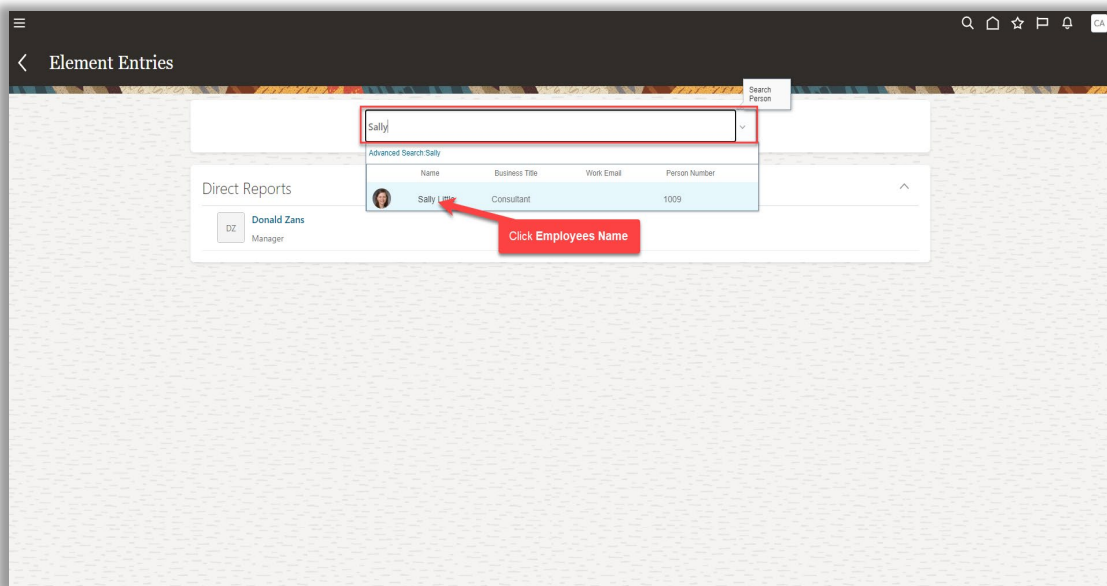 CA
Element Entries
Search
Person
Sally
Advanced Search:Sally
Name Business Title Work Email Person Number
Sally Little Consultant 1009
Direct Reports
DZ
Donald Zans
Manager
Click Employees Name